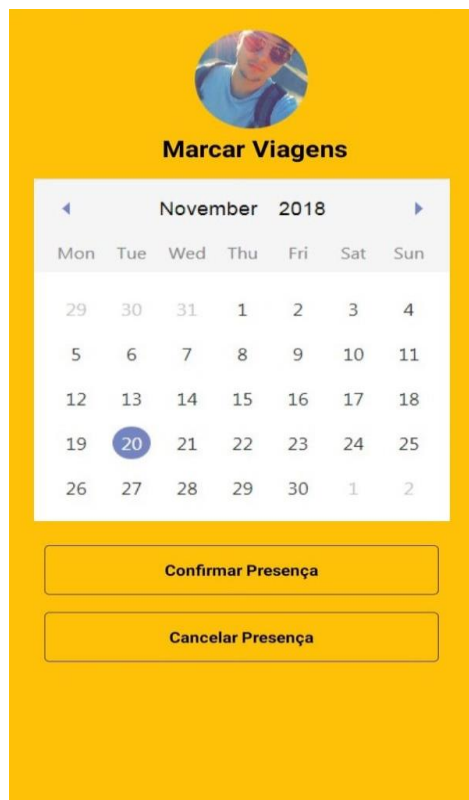 Marcar Viagens
November 2018
Mon Tue Wed Thu Fri Sat Sun
29 30 31 1 2 3 4
5 6 7 8 9 10 11
12 13 14 15 16 17 18
19 20 21 22 23 24 25
26 27 28 29 30 1 2
Confirmar Presença
Cancelar Presença